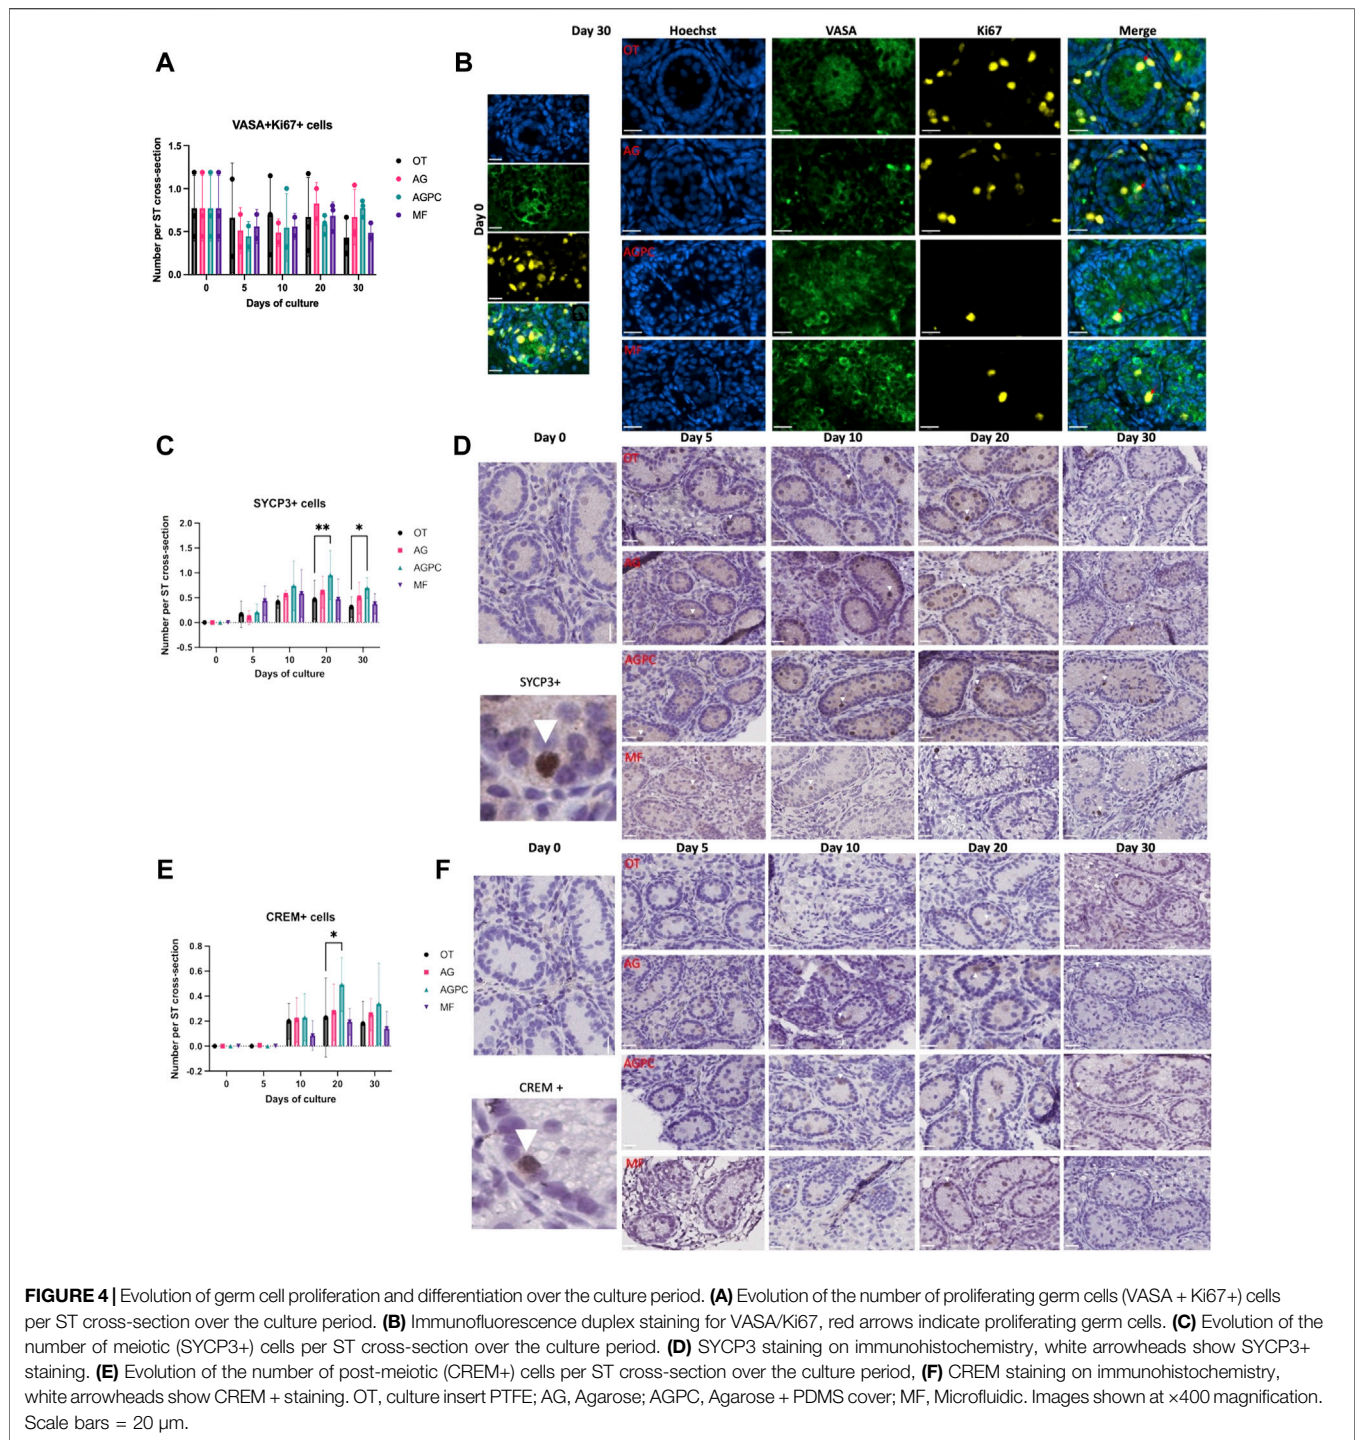 A
VASA+Ki67+ cells
Number per ST cross-section
1.5
1.0
0.5
0.0
0 5 10 20 30
Days of culture
OT
AG
AGPC
MF
B
Day 30 Hoechst VASA Ki67 Merge
Day 0
OT
AG
AGPC
MF
C
SYCP3+ cells
Number per ST cross-section
2.0
1.5
1.0
0.5
0.0
-0.5
** *
0 5 10 20 30
Days of culture
OT
AG
AGPC
MF
D
Day 0 Day 5 Day 10 Day 20 Day 30
SYCP3+
OT
AG
AGPC
MF
E
CREM+ cells
Number per ST cross-section
0.8
0.6
0.4
0.2
0.0
-0.2
*
0 5 10 20 30
Days of culture
OT
AG
AGPC
MF
F
Day 0 Day 5 Day 10 Day 20 Day 30
CREM +
OT
AG
AGPC
MF
FIGURE 4 | Evolution of germ cell proliferation and differentiation over the culture period. (A) Evolution of the number of proliferating germ cells (VASA + Ki67+) cells
per ST cross-section over the culture period. (B) Immunofluorescence duplex staining for VASA/Ki67, red arrows indicate proliferating germ cells. (C) Evolution of the
number of meiotic (SYCP3+) cells per ST cross-section over the culture period. (D) SYCP3 staining on immunohistochemistry, white arrowheads show SYCP3+
staining. (E) Evolution of the number of post-meiotic (CREM+) cells per ST cross-section over the culture period, (F) CREM staining on immunohistochemistry,
white arrowheads show CREM + staining. OT, culture insert PTFE; AG, Agarose; AGPC, Agarose + PDMS cover; MF, Microfluidic. Images shown at ×400 magnification.
Scale bars = 20 μm.